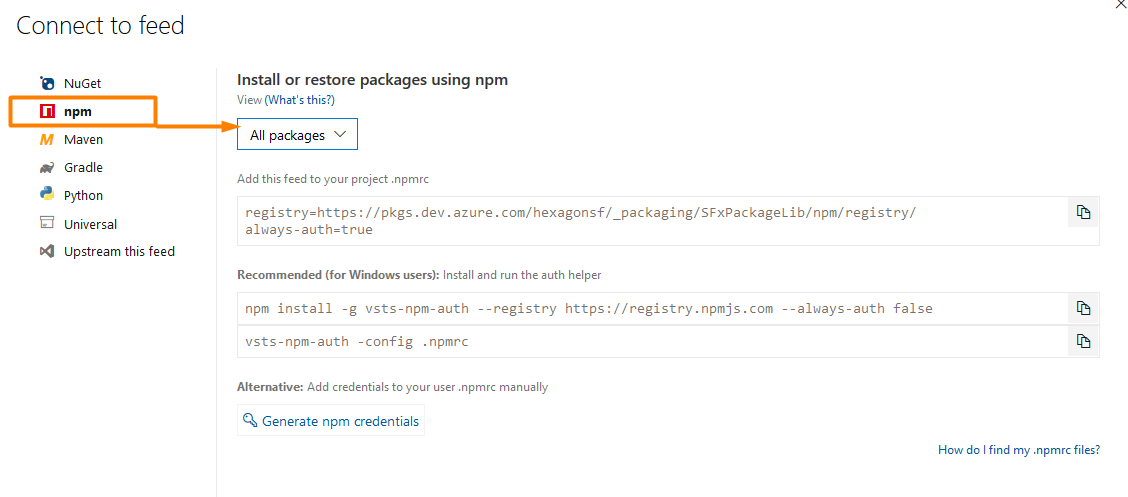 Connect to feed
NuGet
npm
Maven
Gradle
Python
Universal
Upstream this feed
Install or restore packages using npm
View (What's this?)
All packages
Add this feed to your project .npmrc
registry=https://pkgs.dev.azure.com/hexagonsf/_packaging/SFxPackageLib/npm/registry/
always-auth=true
Recommended (for Windows users): Install and run the auth helper
npm install -g vsts-npm-auth --registry https://registry.npmjs.com --always-auth false
vsts-npm-auth -config .npmrc
Alternative: Add credentials to your user .npmrc manually
Generate npm credentials
How do I find my .npmrc files?